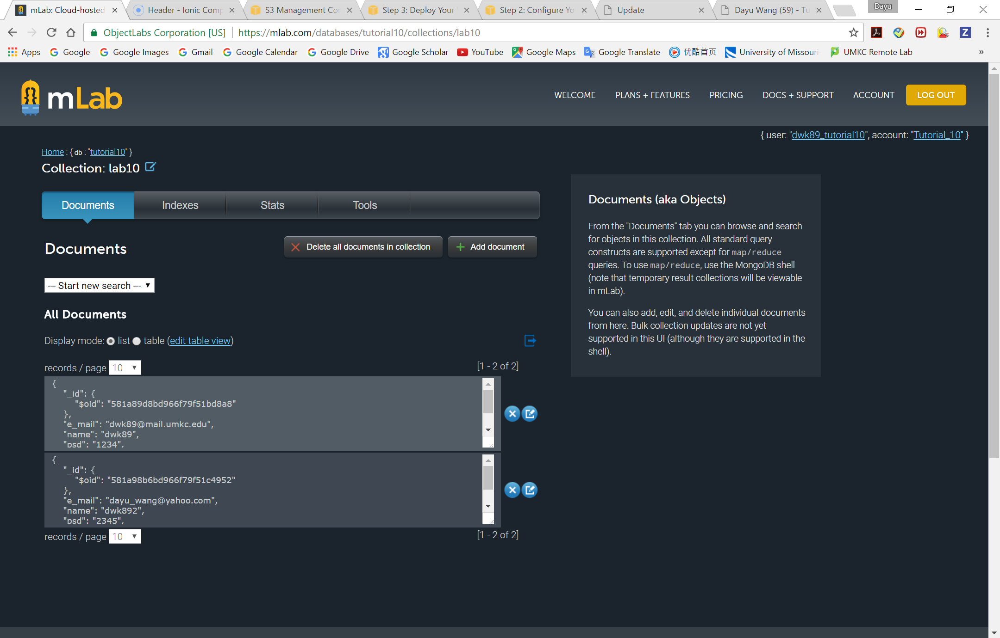 mLab: Cloud-hosted
Header - Ionic Comp
S3 Management Co
Step 3: Deploy Your
Step 2: Configure Yo
Update
Dayu Wang (59) - Tu
Dayu
ObjectLabs Corporation [US]
https://mlab.com/databases/tutorial10/collections/lab10
Apps
Google
Google Images
Gmail
Google Calendar
Google Drive
Google Scholar
YouTube
Google Maps
Google Translate
优酷首页
University of Missouri
UMKC Remote Lab
»
mLab
WELCOME
PLANS + FEATURES
PRICING
DOCS + SUPPORT
ACCOUNT
LOG OUT
{ user: "dwk89_tutorial10", account: "Tutorial_10" }
Home : { db : "tutorial10" }
Collection: lab10
Documents
Indexes
Stats
Tools
Documents
Delete all documents in collection
Add document
--- Start new search ---
All Documents
Display mode: list table (edit table view)
records / page 10
[1 - 2 of 2]
{
"_id": {
"$oid": "581a89d8bd966f79f51bd8a8"
},
"e_mail": "dwk89@mail.umkc.edu",
"name": "dwk89",
"psd": "1234",
{
"_id": {
"$oid": "581a98b6bd966f79f51c4952"
},
"e_mail": "dayu_wang@yahoo.com",
"name": "dwk892",
"psd": "2345",
records / page 10
[1 - 2 of 2]
Documents (aka Objects)
From the "Documents" tab you can browse and search
for objects in this collection. All standard query
constructs are supported except for map/reduce
queries. To use map/reduce, use the MongoDB shell
(note that temporary result collections will be viewable
in mLab).
You can also add, edit, and delete individual documents
from here. Bulk collection updates are not yet
supported in this UI (although they are supported in the
shell).